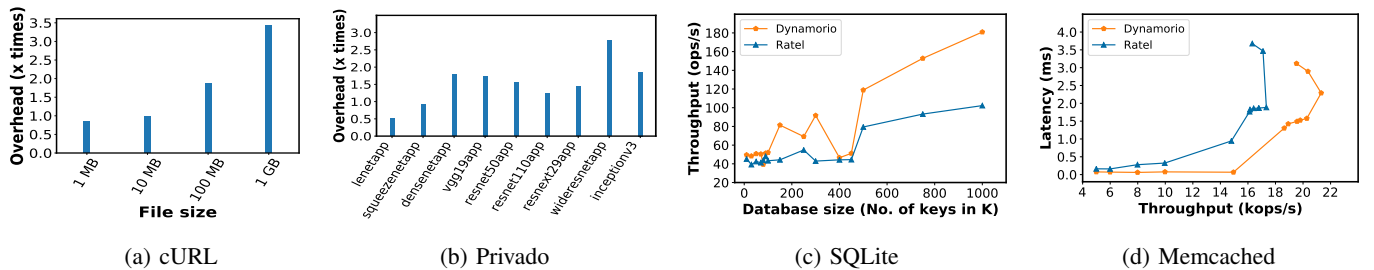 Overhead (x times)
3.5
3.0
2.5
2.0
1.5
1.0
0.5
0.0
1 MB
10 MB
100 MB
1 GB
File size
(a) cURL
Overhead (x times)
3.0
2.5
2.0
1.5
1.0
0.5
0.0
lenetapp
squeezenetapp
densenetapp
vgg19app
resnet50app
resnet110app
resnext29app
wideresnetapp
inceptionv3
(b) Privado
Throughput (ops/s)
180
160
140
120
100
80
60
40
20
Dynamorio
Ratel
0
200
400
600
800
1000
Database size (No. of keys in K)
(c) SQLite
Latency (ms)
4.0
3.5
3.0
2.5
2.0
1.5
1.0
0.5
0.0
Dynamorio
Ratel
4
6
8
10
12
14
16
18
20
22
Throughput (kops/s)
(d) Memcached